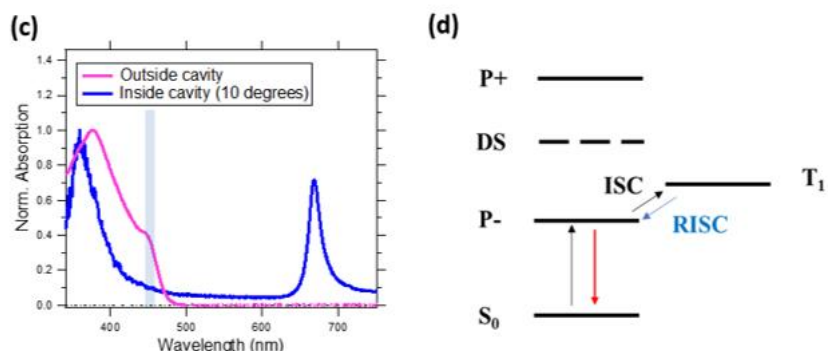 (c)
1.4
1.2
1.0
0.8
0.6
0.4
0.2
0.0
Norm. Absorption
Outside cavity
Inside cavity (10 degrees)
400
500
600
700
Wavelength (nm)
(d)
P+
DS
ISC
T1
P-
RISC
S0